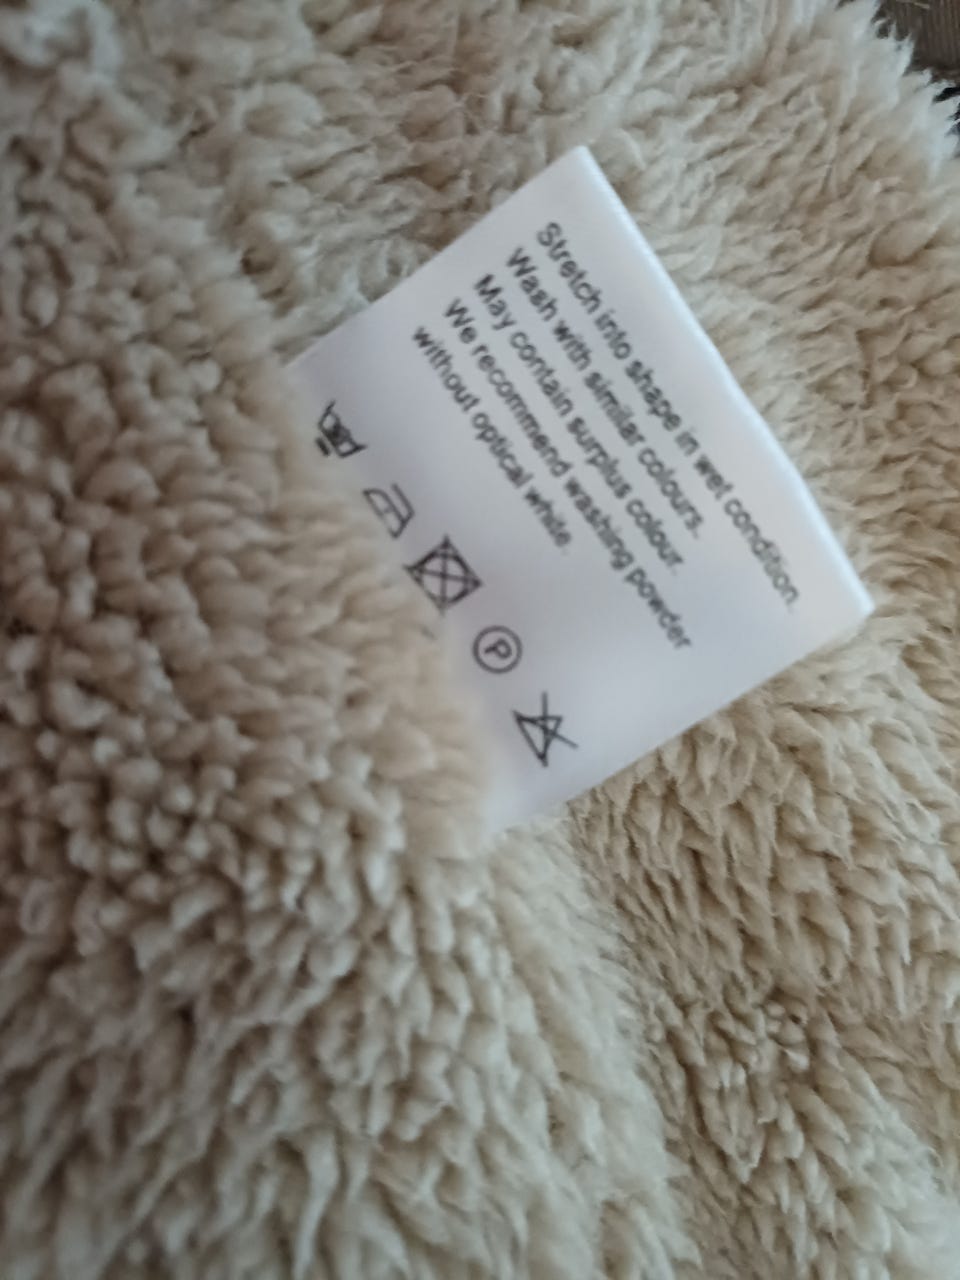 Stretch into shape in wet condition.
Wash with similar colours.
May contain surplus colour.
We recommend washing powder
without optical white.
P